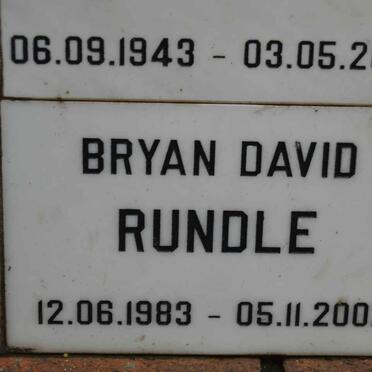 06.09.1943 - 03.05.2
BRYAN DAVID
RUNDLE
12.06.1983 - 05.11.200